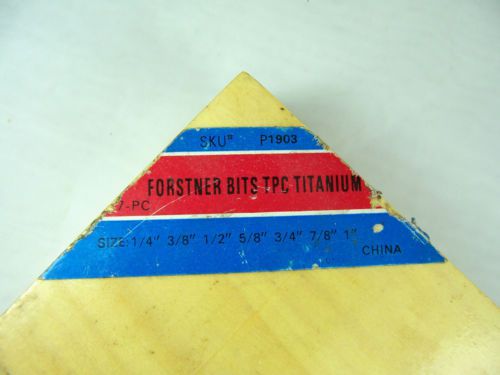 SKU# P1903
FORSTNER BITS TPC TITANIUM
7-PC
SIZE:1/4" 3/8" 1/2" 5/8" 3/4" 7/8" 1"
CHINA